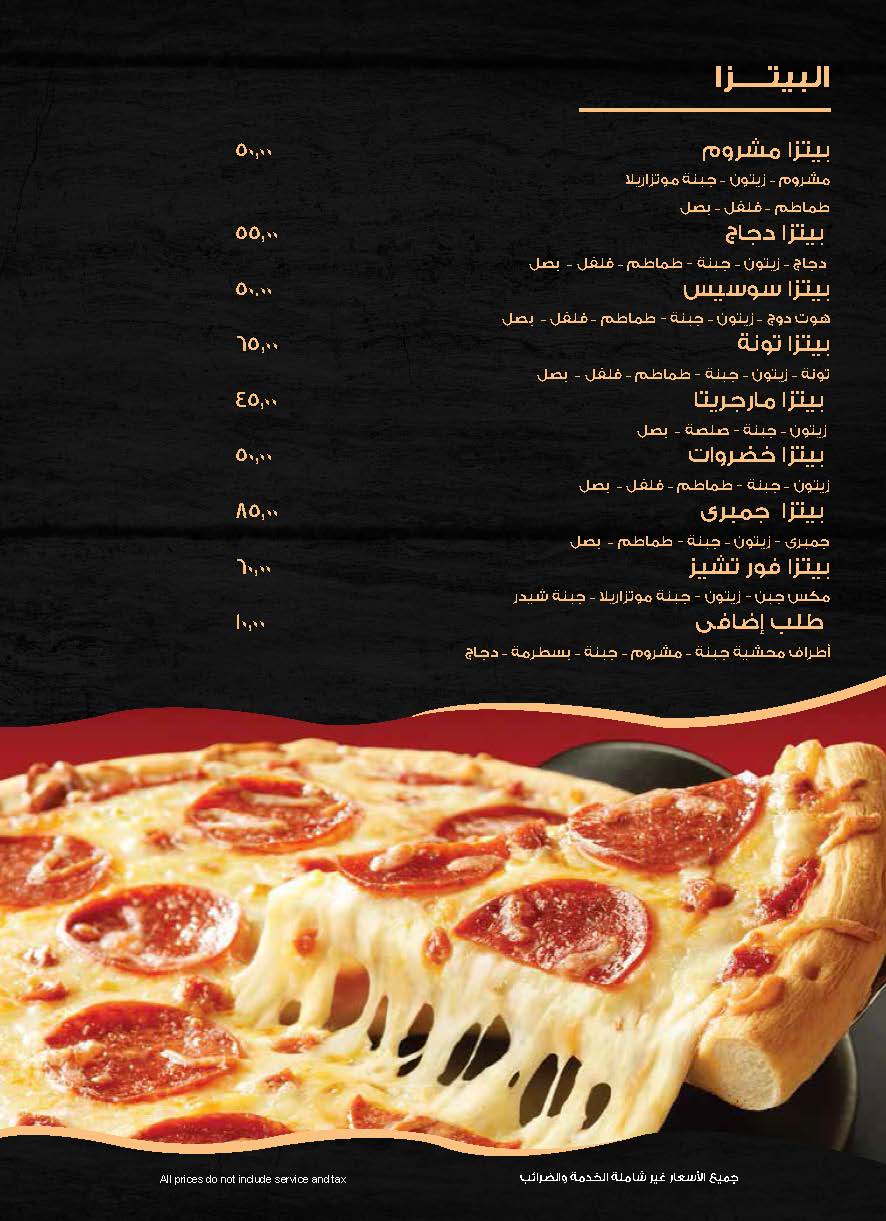 البيتـــزا
بيتزا مشروم ٥٠,٠٠
مشروم - زيتون - جبنة موتزاريلا
طماطم - فلفل - بصل
بيتزا دجاج ٥٥,٠٠
دجاج - زيتون - جبنة - طماطم - فلفل - بصل
بيتزا سوسيس ٥٠,٠٠
هوت دوج - زيتون - جبنة - طماطم - فلفل - بصل
بيتزا تونة ٦٥,٠٠
تونة - زيتون - جبنة - طماطم - فلفل - بصل
بيتزا مارجريتا ٤٥,٠٠
زيتون - جبنة - صلصة - بصل
بيتزا خضروات ٥٠,٠٠
زيتون - جبنة - طماطم - فلفل - بصل
بيتزا جمبرى ٨٥,٠٠
جمبرى - زيتون - جبنة - طماطم - بصل
بيتزا فور تشيز ٦٠,٠٠
مكس جبن - زيتون - جبنة موتزاريلا - جبنة شيدر
طلب إضافى ١٠,٠٠
أطراف محشية جبنة - مشروم - جبنة - بسطرمة - دجاج
جميع الأسعار غير شاملة الخدمة والضرائب
All prices do not include service and tax